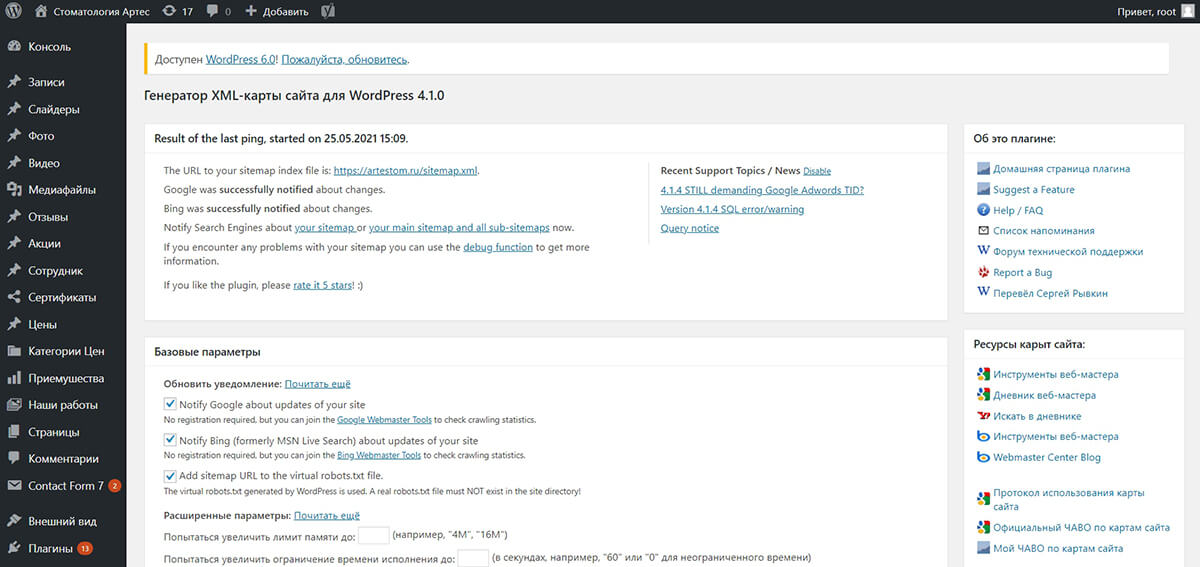 Стоматология Артес 17 0 Добавить Привет, root
Консоль
Записи
Слайдеры
Фото
Видео
Медиафайлы
Отзывы
Акции
Сотрудник
Сертификаты
Цены
Категории Цен
Приемушества
Наши работы
Страницы
Комментарии
Contact Form 7 2
Внешний вид
Плагины 13
Доступен WordPress 6.0! Пожалуйста, обновитесь.
Генератор XML-карты сайта для WordPress 4.1.0
Result of the last ping, started on 25.05.2021 15:09.
The URL to your sitemap index file is: https://artestom.ru/sitemap.xml.
Google was successfully notified about changes.
Bing was successfully notified about changes.
Notify Search Engines about your sitemap or your main sitemap and all sub-sitemaps now.
If you encounter any problems with your sitemap you can use the debug function to get more
information.
If you like the plugin, please rate it 5 stars! :)
Recent Support Topics / News Disable
4.1.4 STILL demanding Google Adwords TID?
Version 4.1.4 SQL error/warning
Query notice
Базовые параметры
Обновить уведомление: Почитать ещё
Notify Google about updates of your site
No registration required, but you can join the Google Webmaster Tools to check crawling statistics.
Notify Bing (formerly MSN Live Search) about updates of your site
No registration required, but you can join the Bing Webmaster Tools to check crawling statistics.
Add sitemap URL to the virtual robots.txt file.
The virtual robots.txt generated by WordPress is used. A real robots.txt file must NOT exist in the site directory!
Расширенные параметры: Почитать ещё
Попытаться увеличить лимит памяти до: (например, "4M", "16M")
Попытаться увеличить ограничение времени исполнения до: (в секундах, например, "60" или "0" для неограниченного времени)
Об это плагине:
Домашняя страница плагина
Suggest a Feature
Help / FAQ
Список напоминания
Форум технической поддержки
Report a Bug
Перевёл Сергей Рывкин
Ресурсы карыт сайта:
Инструменты веб-мастера
Дневник веб-мастера
Искать в дневнике
Инструменты веб-мастера
Webmaster Center Blog
Протокол использования карты
сайта
Официальный ЧАВО по картам сайта
Мой ЧАВО по картам сайта